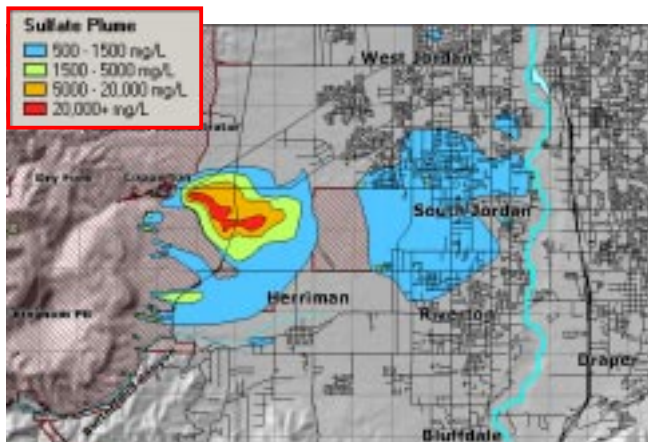 Sulfate Plume
500 - 1500 mg/L
1500 - 5000 mg/L
5000 - 20,000 mg/L
20,000+ mg/L
West Jordan
South Jordan
Herriman
Riverton
Draper
Bluffdale